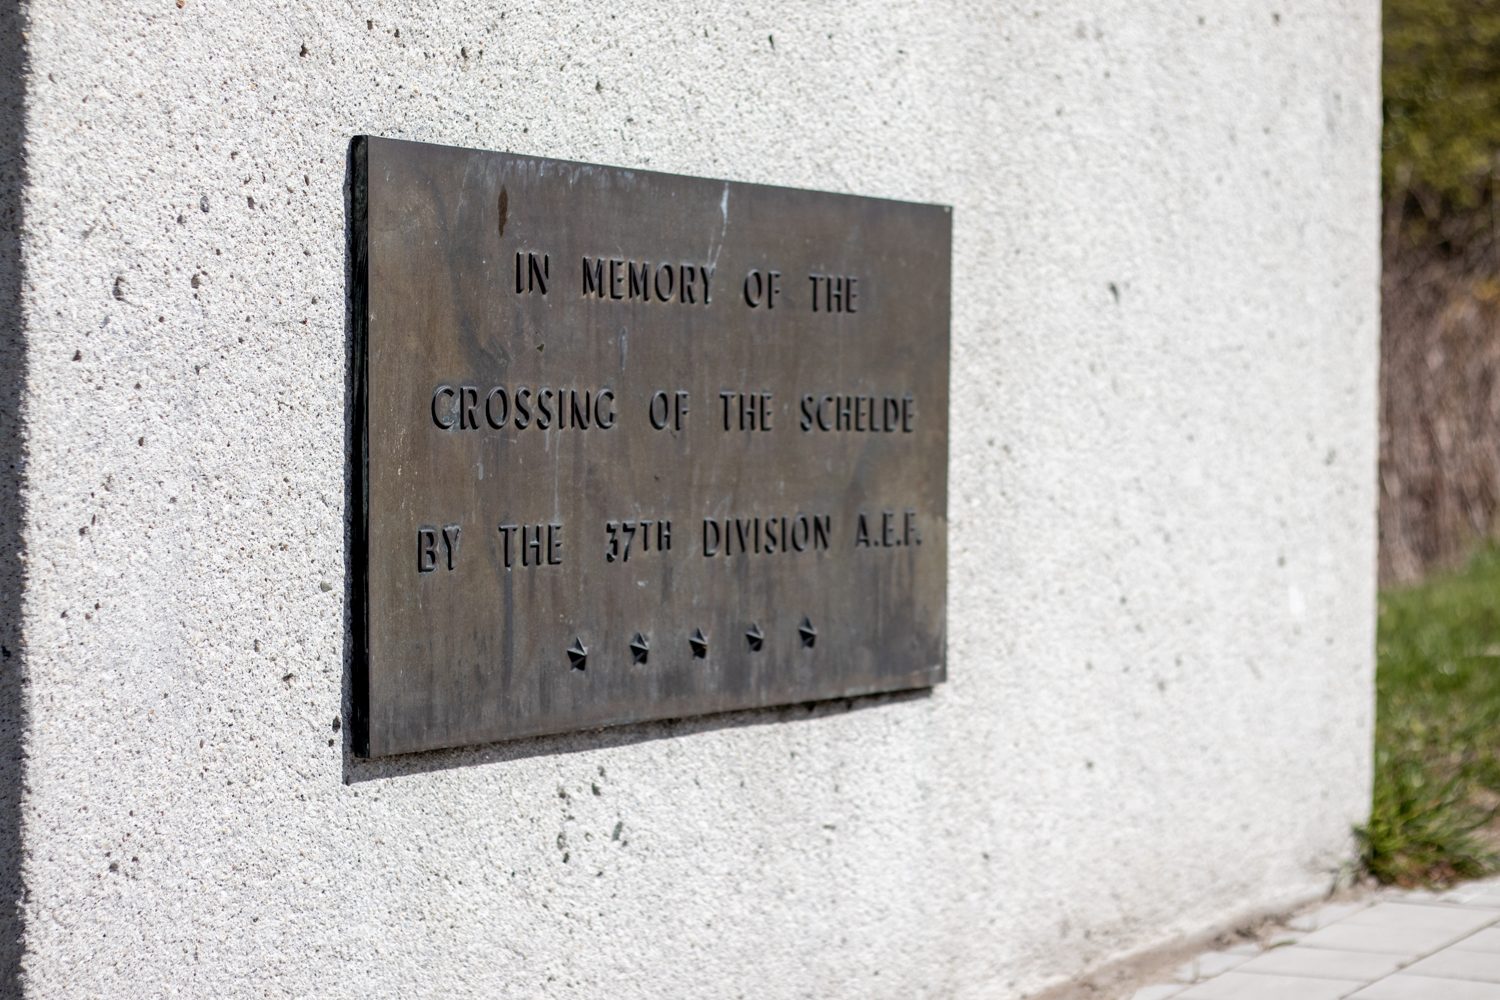 IN MEMORY OF THE
CROSSING OF THE SCHELDE
BY THE 37TH DIVISION A.E.F.